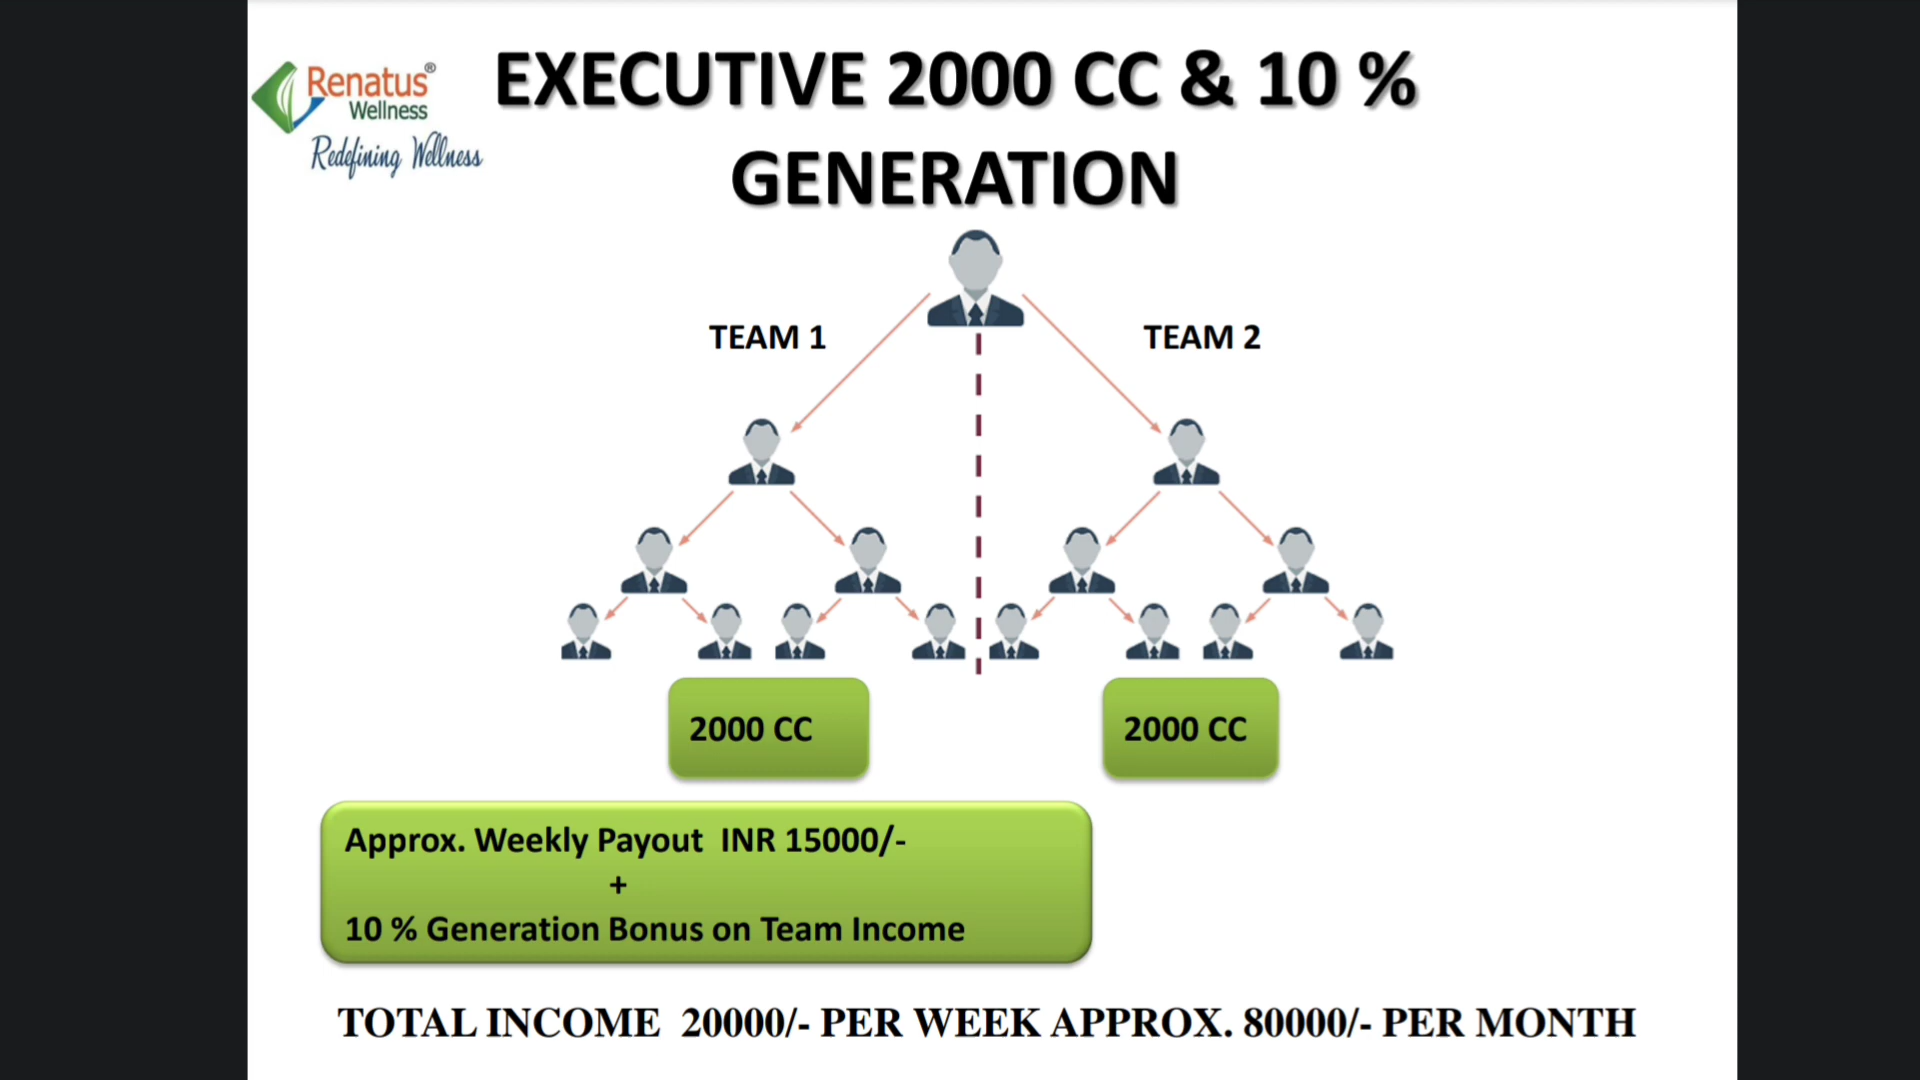 Renatus®
Wellness
Redefining Wellness
EXECUTIVE 2000 CC & 10 %
GENERATION
TEAM 1
TEAM 2
2000 CC
2000 CC
Approx. Weekly Payout INR 15000/-
+
10 % Generation Bonus on Team Income
TOTAL INCOME 20000/- PER WEEK APPROX. 80000/- PER MONTH